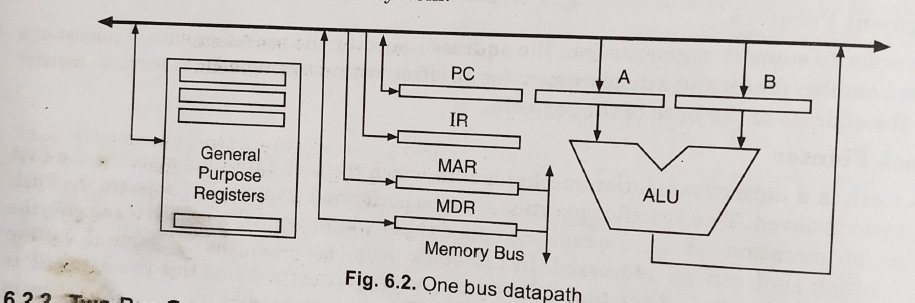 PC
A
B
IR
General
Purpose
Registers
MAR
ALU
MDR
Memory Bus
Fig. 6.2. One bus datapath